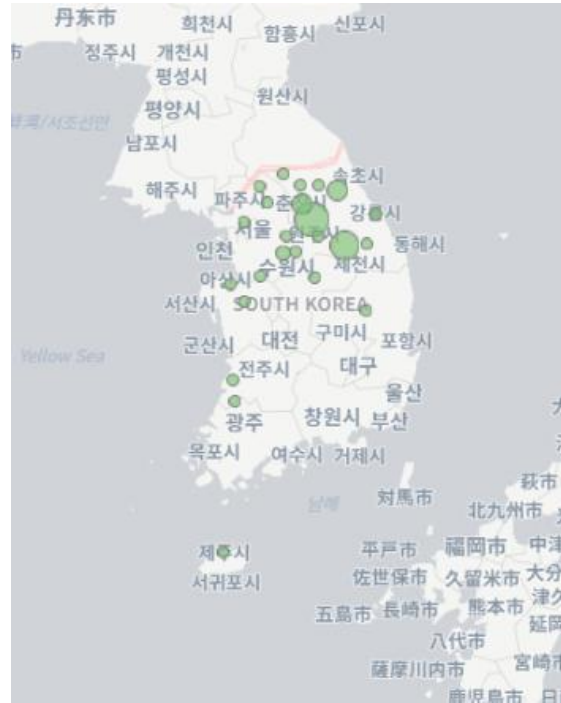 丹东市
희천시
함흥시
신포시
정주시
개천시
평성시
원산시
평양시
남포시
해주시
파주시
속초시
서울
강릉시
인천
동해시
수원시
제천시
아산시
서산시
SOUTH KOREA
구미시
군산시
대전
포항시
Yellow Sea
전주시
대구
울산
광주
창원시
부산
목포시
여수시
거제시
남해
対馬市
萩市
北九州市
제주시
平戸市
福岡市
서귀포시
佐世保市
久留米市
五島市
長崎市
熊本市
八代市
薩摩川内市
宮崎市
鹿児島市